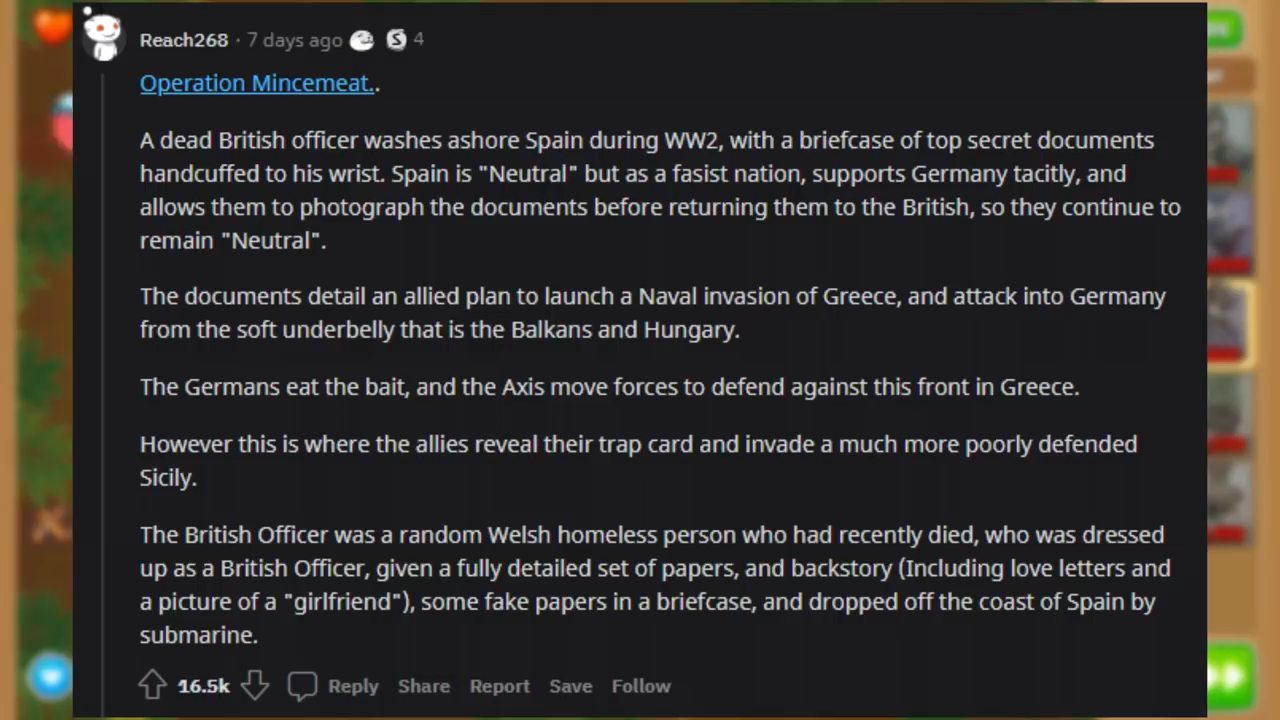 Reach268 · 7 days ago S 4
Operation Mincemeat..
A dead British officer washes ashore Spain during WW2, with a briefcase of top secret documents
handcuffed to his wrist. Spain is "Neutral" but as a fasist nation, supports Germany tacitly, and
allows them to photograph the documents before returning them to the British, so they continue to
remain "Neutral".
The documents detail an allied plan to launch a Naval invasion of Greece, and attack into Germany
from the soft underbelly that is the Balkans and Hungary.
The Germans eat the bait, and the Axis move forces to defend against this front in Greece.
However this is where the allies reveal their trap card and invade a much more poorly defended
Sicily.
The British Officer was a random Welsh homeless person who had recently died, who was dressed
up as a British Officer, given a fully detailed set of papers, and backstory (Including love letters and
a picture of a "girlfriend"), some fake papers in a briefcase, and dropped off the coast of Spain by
submarine.
16.5k Reply Share Report Save Follow